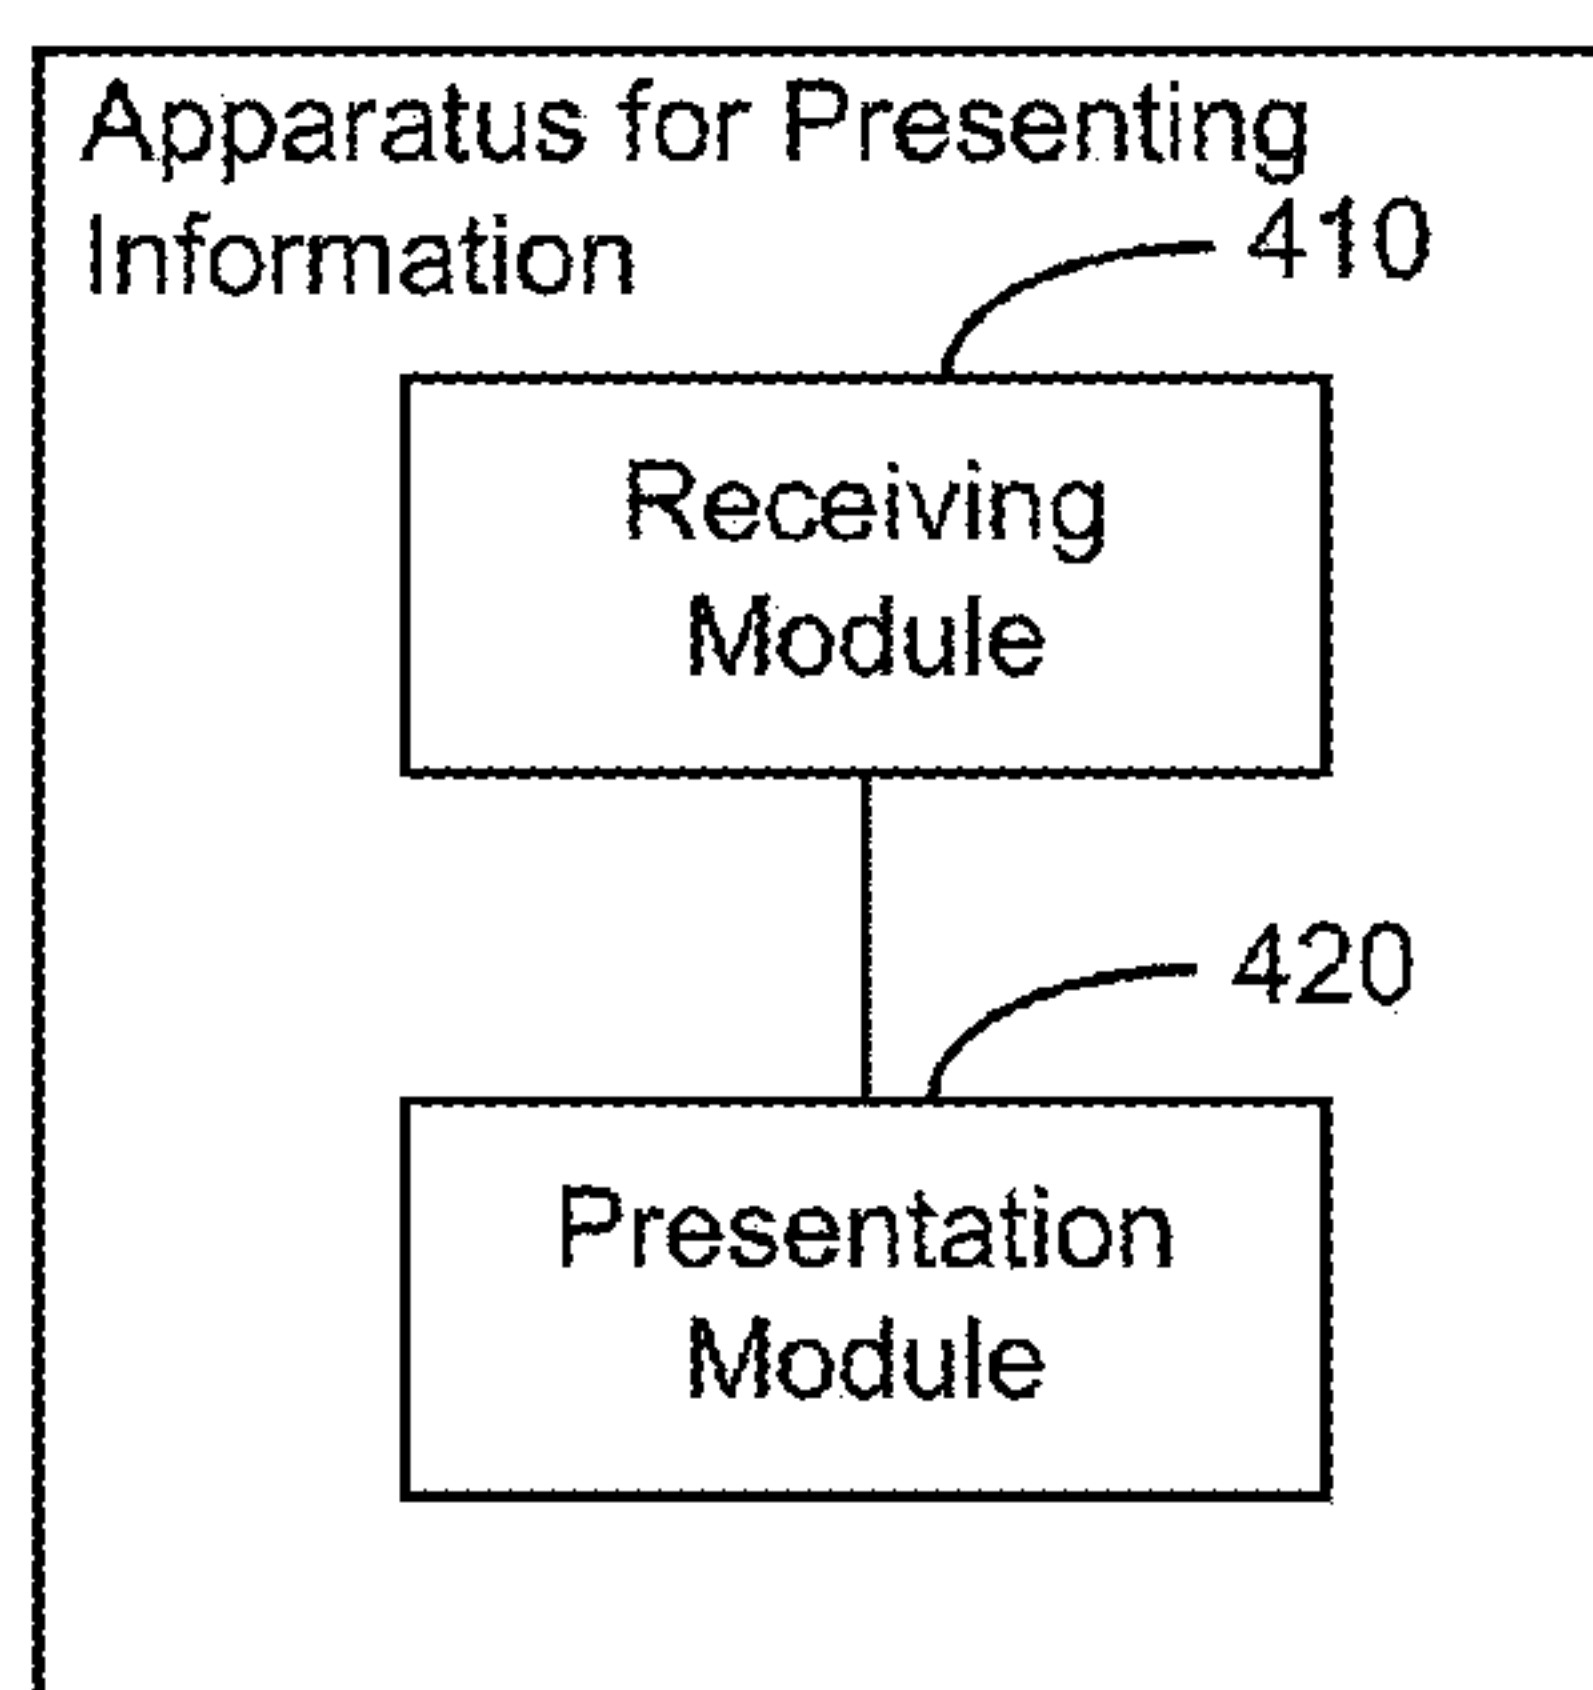 Apparatus for Presenting
Information
410
Receiving
Module
420
Presentation
Module